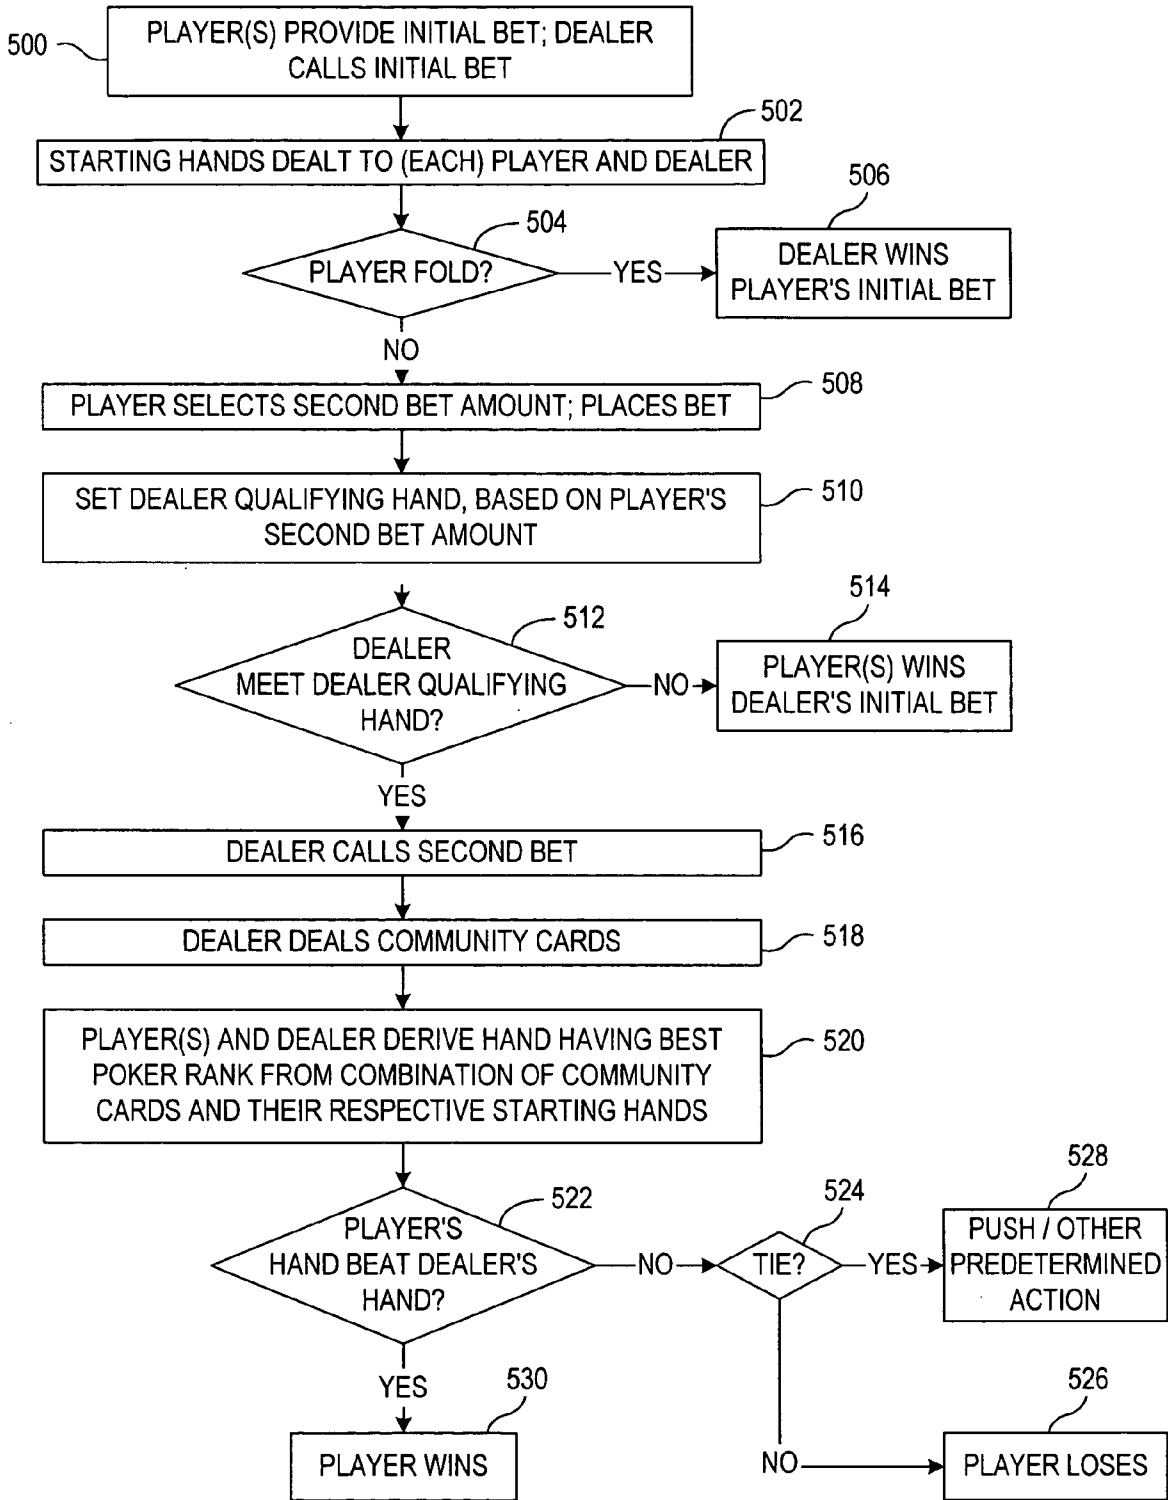 500
PLAYER(S) PROVIDE INITIAL BET; DEALER
CALLS INITIAL BET
502
STARTING HANDS DEALT TO (EACH) PLAYER AND DEALER
504
PLAYER FOLD?
YES
506
DEALER WINS
PLAYER'S INITIAL BET
NO
508
PLAYER SELECTS SECOND BET AMOUNT; PLACES BET
510
SET DEALER QUALIFYING HAND, BASED ON PLAYER'S
SECOND BET AMOUNT
512
DEALER
MEET DEALER QUALIFYING
HAND?
NO
514
PLAYER(S) WINS
DEALER'S INITIAL BET
YES
DEALER CALLS SECOND BET
516
DEALER DEALS COMMUNITY CARDS
518
PLAYER(S) AND DEALER DERIVE HAND HAVING BEST
POKER RANK FROM COMBINATION OF COMMUNITY
CARDS AND THEIR RESPECTIVE STARTING HANDS
520
522
PLAYER'S
HAND BEAT DEALER'S
HAND?
NO
524
TIE?
YES
528
PUSH / OTHER
PREDETERMINED
ACTION
YES
530
PLAYER WINS
NO
526
PLAYER LOSES